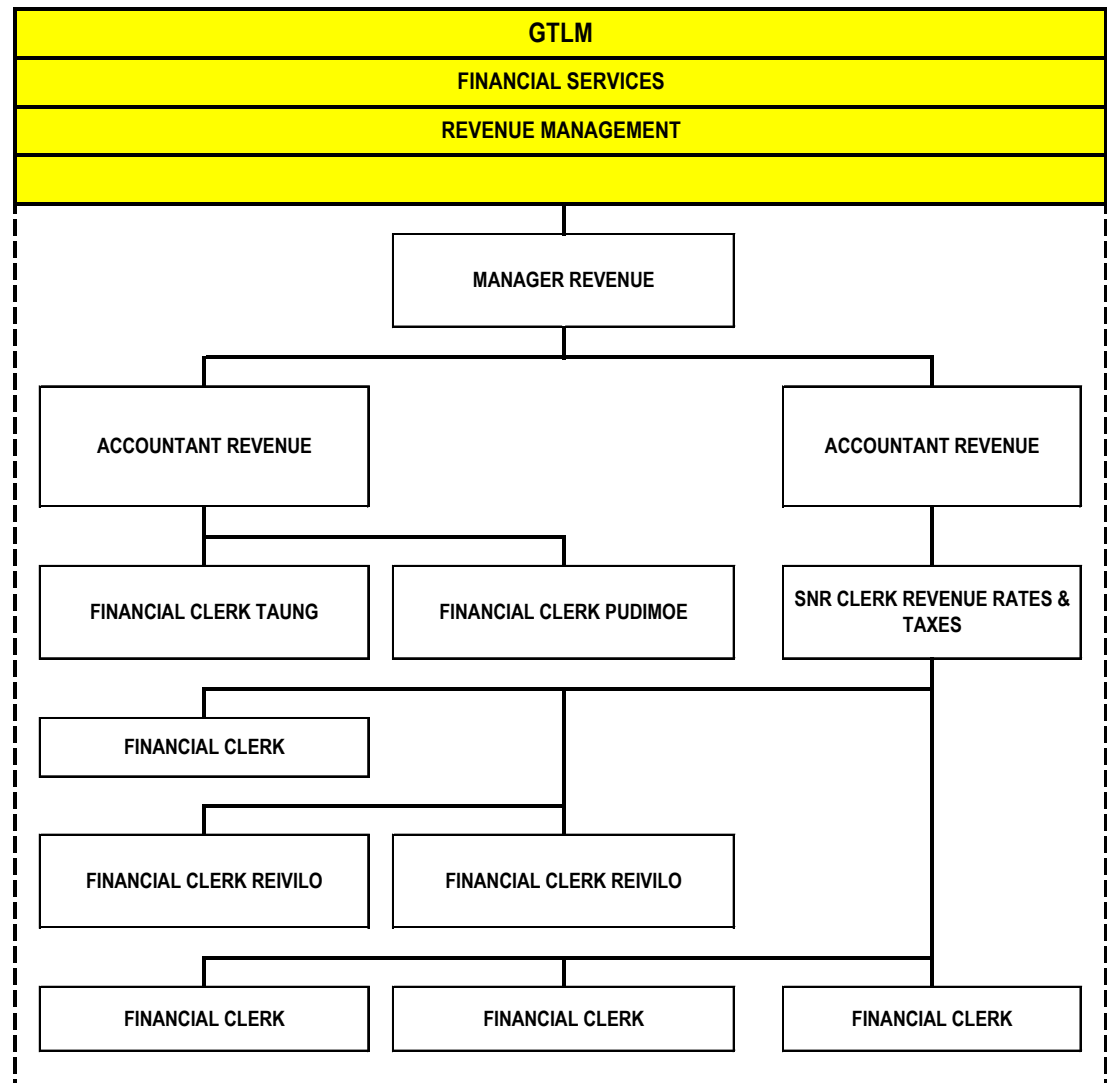 GTLM
FINANCIAL SERVICES
REVENUE MANAGEMENT
MANAGER REVENUE
ACCOUNTANT REVENUE
ACCOUNTANT REVENUE
FINANCIAL CLERK TAUNG
FINANCIAL CLERK PUDIMOE
SNR CLERK REVENUE RATES &
TAXES
FINANCIAL CLERK
FINANCIAL CLERK REIVILO
FINANCIAL CLERK REIVILO
FINANCIAL CLERK
FINANCIAL CLERK
FINANCIAL CLERK